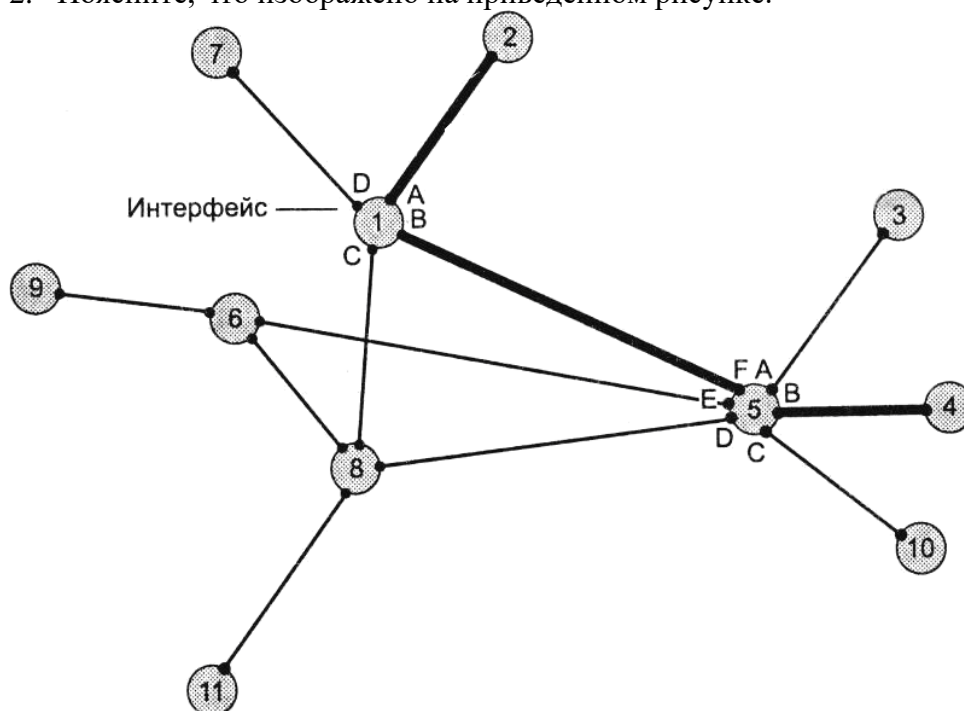 2. Поясните, что изображено на приведенном рисунке.
7
2
D
A
Интерфейс
1
B
C
3
9
6
F A
E
5
B
4
D
C
8
10
11